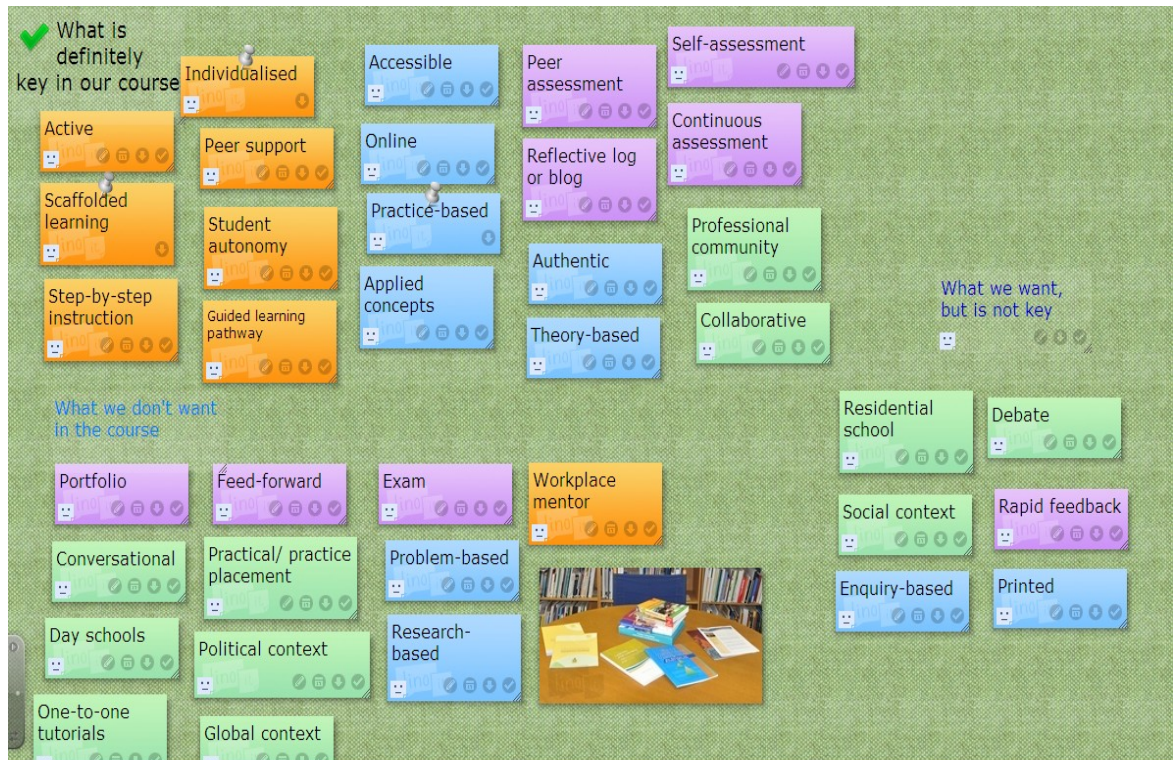 What is
definitely
key in our course
Individualised
Active
Peer support
Scaffolded
learning
Student
autonomy
Step-by-step
instruction
Guided learning
pathway
Accessible
Online
Practice-based
Applied
concepts
Peer
assessment
Reflective log
or blog
Authentic
Theory-based
Self-assessment
Continuous
assessment
Professional
community
Collaborative
What we want,
but is not key
Residential
school
Debate
Social context
Rapid feedback
Enquiry-based
Printed
What we don't want
in the course
Portfolio
Feed-forward
Exam
Workplace
mentor
Conversational
Practical/ practice
placement
Problem-based
Day schools
Political context
Research-
based
One-to-one
tutorials
Global context